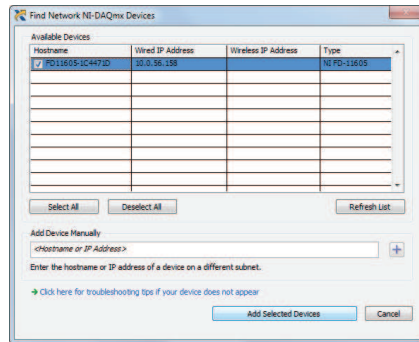 Find Network NI-DAQmx Devices
Available Devices
Hostname Wired IP Address Wireless IP Address Type
FD11605-1C4471D 10.0.56.158 NI FD-11605
Select All Deselect All Refresh List
Add Device Manually
<Hostname or IP Address>
Enter the hostname or IP address of a device on a different subnet.
Click here for troubleshooting tips if your device does not appear
Add Selected Devices Cancel